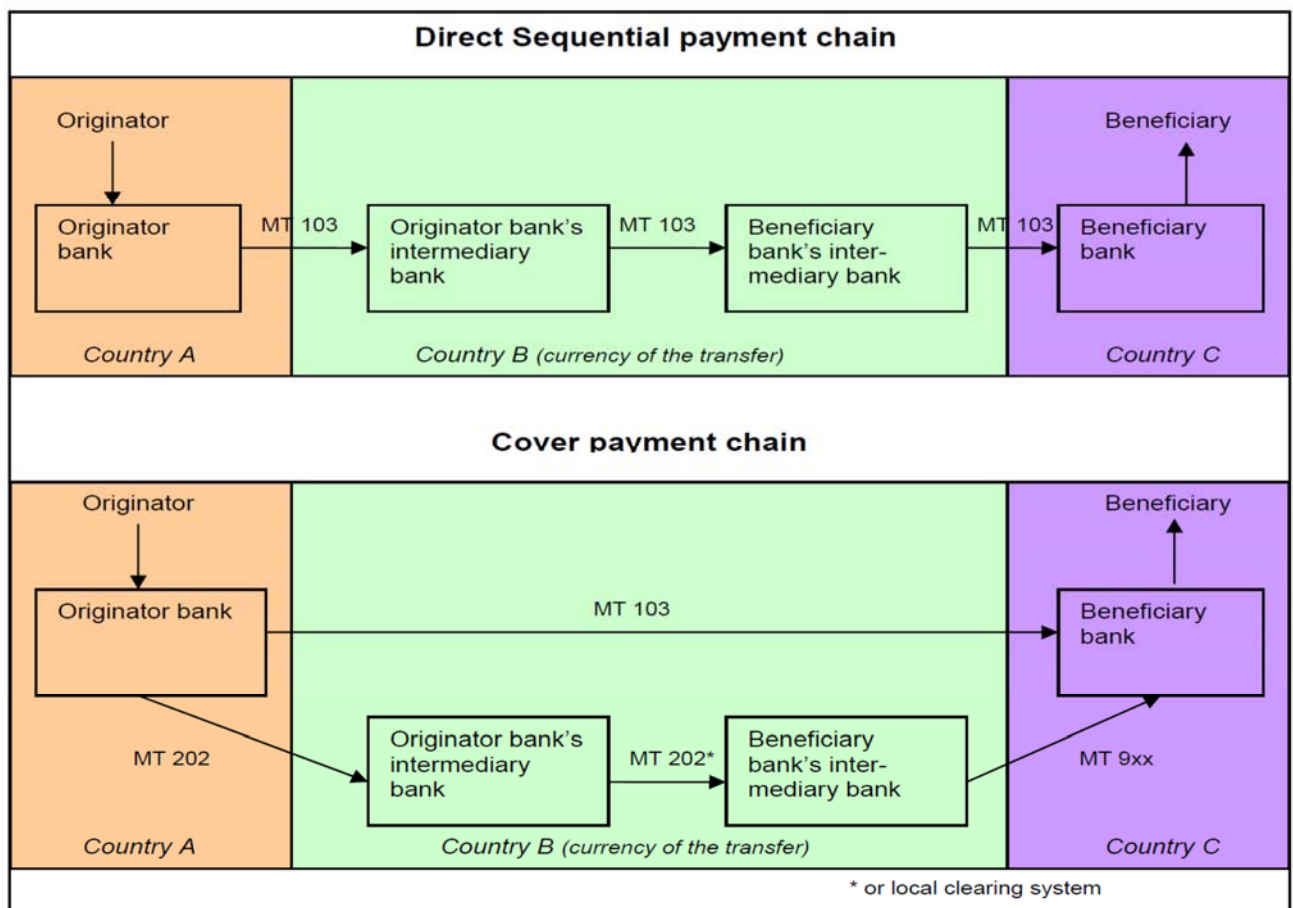 Direct Sequential payment chain
Originator
Beneficiary
Originator
bank
MT 103
Originator bank's
intermediary
bank
MT 103
Beneficiary
bank's inter-
mediary bank
MT 103
Beneficiary
bank
Country A
Country B (currency of the transfer)
Country C
Cover payment chain
Originator
Beneficiary
Originator bank
MT 103
Beneficiary
bank
MT 202
Originator bank's
intermediary
bank
MT 202*
Beneficiary
bank's inter-
mediary bank
MT 9xx
Country A
Country B (currency of the transfer)
Country C
* or local clearing system